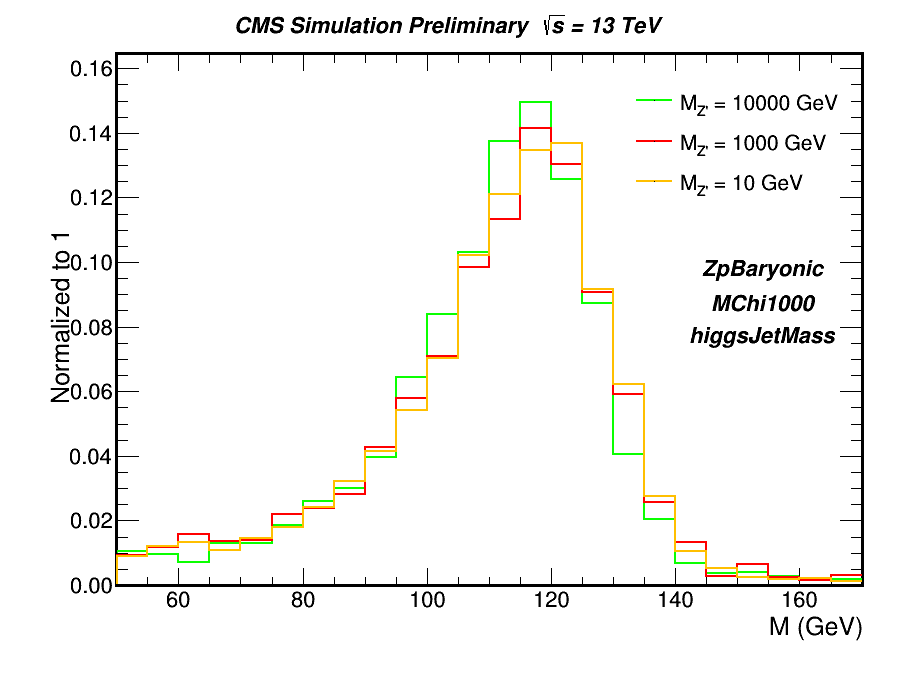 CMS Simulation Preliminary √s = 13 TeV
0.16
0.14
0.12
0.10
0.08
0.06
0.04
0.02
0.00
Normalized to 1
M_Z' = 10000 GeV
M_Z' = 1000 GeV
M_Z' = 10 GeV
ZpBaryonic
MChi1000
higgsJetMass
60 80 100 120 140 160
M (GeV)